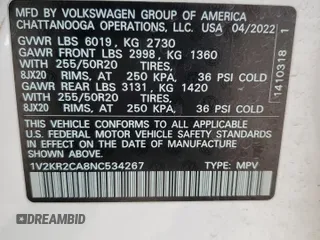 MFD BY VOLKSWAGEN GROUP OF AMERICA
CHATTANOOGA OPERATIONS, LLC. USA 04/2022
GVWR LBS 6019, KG 2730
GAWR FRONT LBS 2998, KG 1360
WITH 255/50R20
8JX20 RIMS, AT 250 KPA, 36 PSI COLD
GAWR REAR LBS 3131, KG 1420
WITH 255/50R20
8JX20 RIMS, AT 250 KPA, 36 PSI COLD
THIS VEHICLE CONFORMS TO ALL APPLICABLE
U.S. FEDERAL MOTOR VEHICLE SAFETY STANDARDS
IN EFFECT ON THE DATE OF MANUFACTURE
SHOWN ABOVE.
1V2KR2CA8NC534267 TYPE: MPV
1410318 1
© DREAMBID